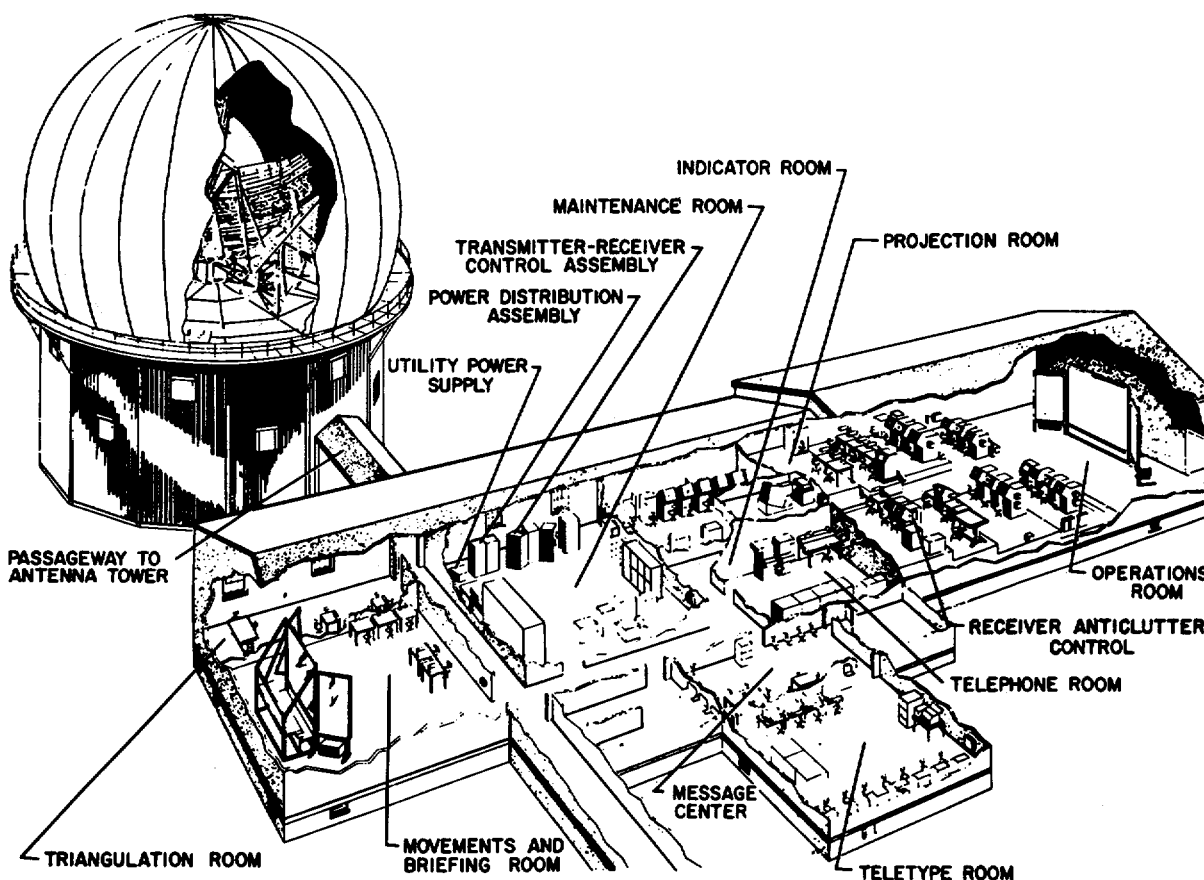 INDICATOR ROOM
MAINTENANCE ROOM
PROJECTION ROOM
TRANSMITTER-RECEIVER
CONTROL ASSEMBLY
POWER DISTRIBUTION
ASSEMBLY
UTILITY POWER
SUPPLY
PASSAGEWAY TO
ANTENNA TOWER
OPERATIONS
ROOM
RECEIVER ANTICLUTTER
CONTROL
TELEPHONE ROOM
MESSAGE
CENTER
TRIANGULATION ROOM
MOVEMENTS AND
BRIEFING ROOM
TELETYPE ROOM